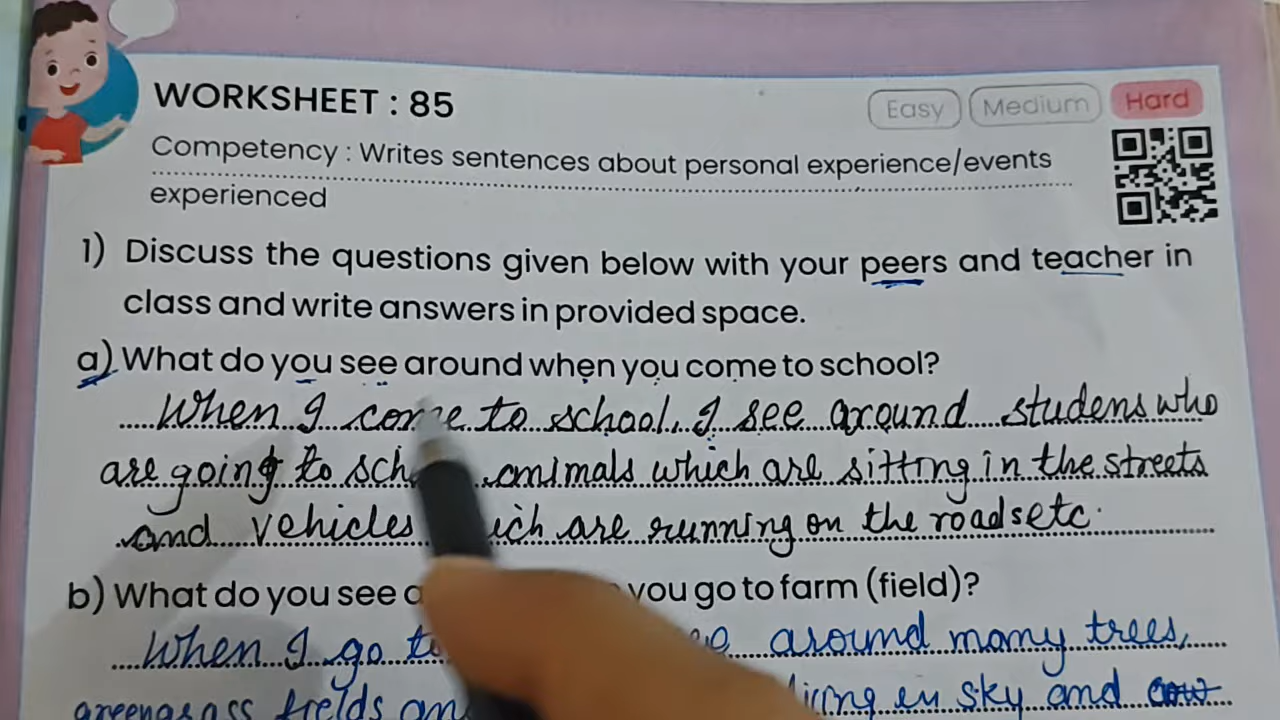 WORKSHEET : 85
Easy Medium Hard
Competency : Writes sentences about personal experience/events
experienced
1) Discuss the questions given below with your peers and teacher in
class and write answers in provided space.
a) What do you see around when you come to school?
When I come to school, I see around studens who
are going to animals which are sitting in the streets
and vehicles are running on the roads etc.
b) What do you see you go to farm (field)?
When I go around many trees,
greengrass fields in sky and cow